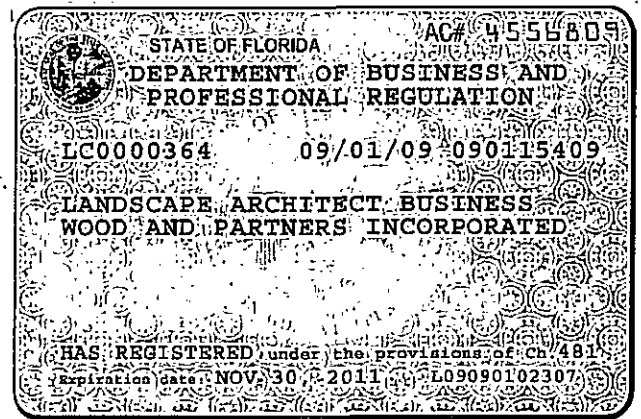 STATE OF FLORIDA AC# 4556809
DEPARTMENT OF BUSINESS AND
PROFESSIONAL REGULATION
LC0000364 09/01/09 090115409
LANDSCAPE ARCHITECT BUSINESS
WOOD AND PARTNERS INCORPORATED
HAS REGISTERED under the provisions of Ch.481
Expiration date: NOV 30, 2011 L09090102307